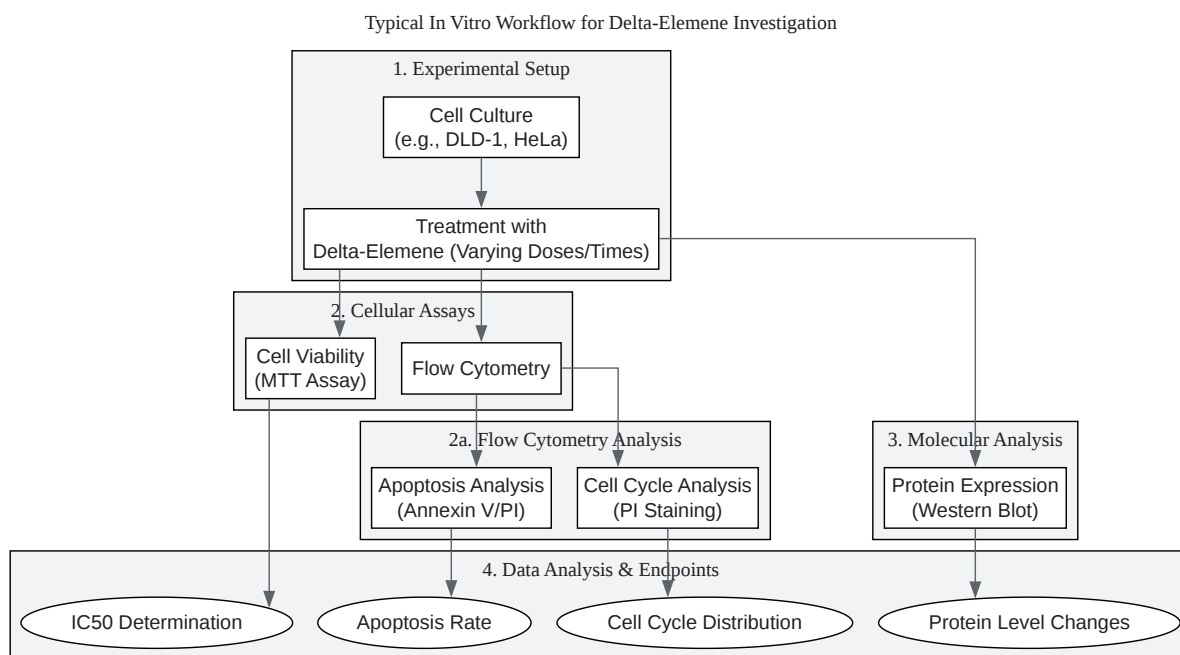 Typical In Vitro Workflow for Delta-Elemene Investigation
1. Experimental Setup
Cell Culture
(e.g., DLD-1, HeLa)
Treatment with
Delta-Elemene (Varying Doses/Times)
2. Cellular Assays
Cell Viability
(MTT Assay)
Flow Cytometry
2a. Flow Cytometry Analysis
Apoptosis Analysis
(Annexin V/PI)
Cell Cycle Analysis
(PI Staining)
3. Molecular Analysis
Protein Expression
(Western Blot)
4. Data Analysis & Endpoints
IC50 Determination
Apoptosis Rate
Cell Cycle Distribution
Protein Level Changes